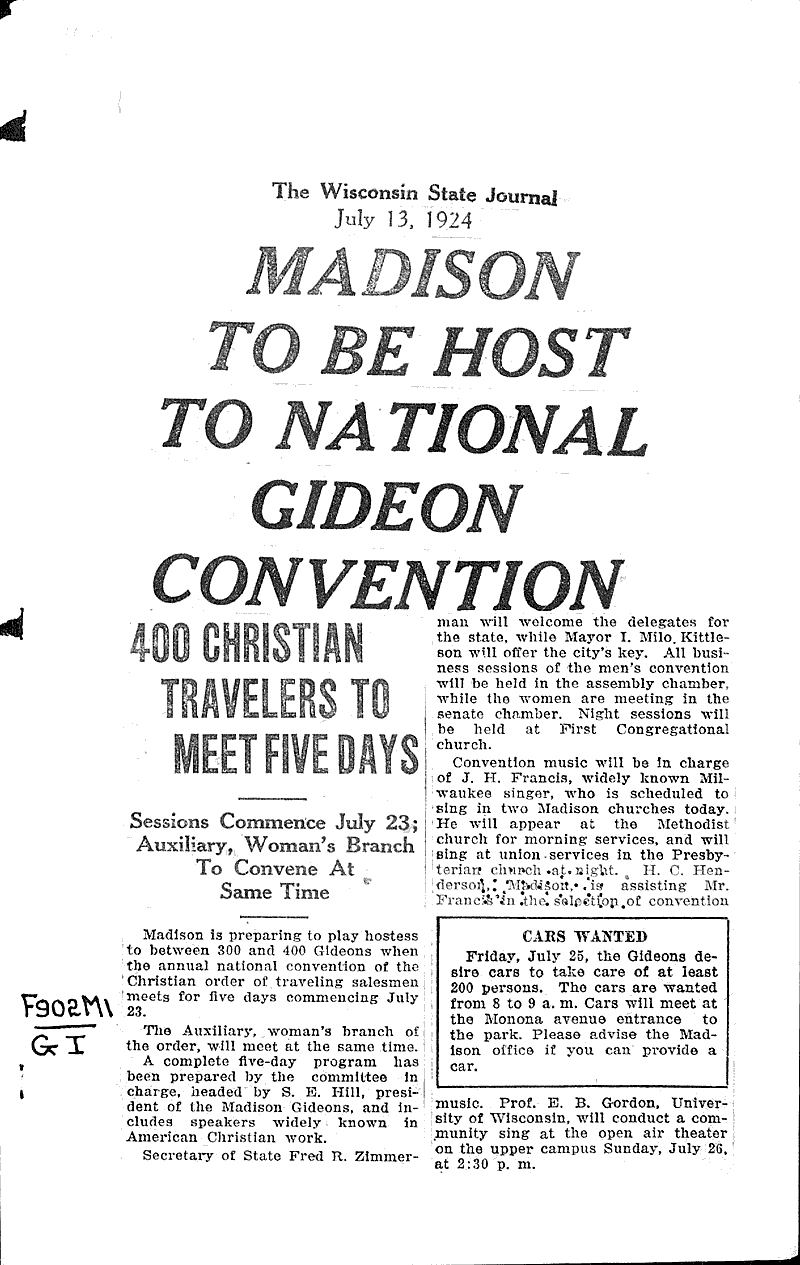 The Wisconsin State Journal
July 13, 1924
MADISON
TO BE HOST
TO NATIONAL
GIDEON
CONVENTION
400 CHRISTIAN
TRAVELERS TO
MEET FIVE DAYS
Sessions Commence July 23;
Auxiliary, Woman's Branch
To Convene At
Same Time
Madison is preparing to play hostess
to between 300 and 400 Gideons when
the annual national convention of the
Christian order of traveling salesmen
meets for five days commencing July
23.
The Auxiliary, woman's branch of
the order, will meet at the same time.
A complete five-day program has
been prepared by the committee in
charge, headed by S. E. Hill, presi-
dent of the Madison Gideons, and in-
cludes speakers widely known in
American Christian work.
Secretary of State Fred R. Zimmer-
man will welcome the delegates for
the state, while Mayor I. Milo Kittle-
son will offer the city's key. All busi-
ness sessions of the men's convention
will be held in the assembly chamber,
while the women are meeting in the
senate chamber. Night sessions will
be held at First Congregational
church.
Convention music will be in charge
of J. H. Francis, widely known Mil-
waukee singer, who is scheduled to
sing in two Madison churches today.
He will appear at the Methodist
church for morning services, and will
sing at union services in the Presby-
terian church at night. H. C. Hen-
derson, Madison, is assisting Mr.
Francis in the selection of convention
CARS WANTED
Friday, July 25, the Gideons de-
sire cars to take care of at least
200 persons. The cars are wanted
from 8 to 9 a. m. Cars will meet at
the Monona avenue entrance to
the park. Please advise the Mad-
ison office if you can provide a
car.
music. Prof. E. B. Gordon, Univer-
sity of Wisconsin, will conduct a com-
munity sing at the open air theater
on the upper campus Sunday, July 26,
at 2:30 p. m.
F902M\
GI